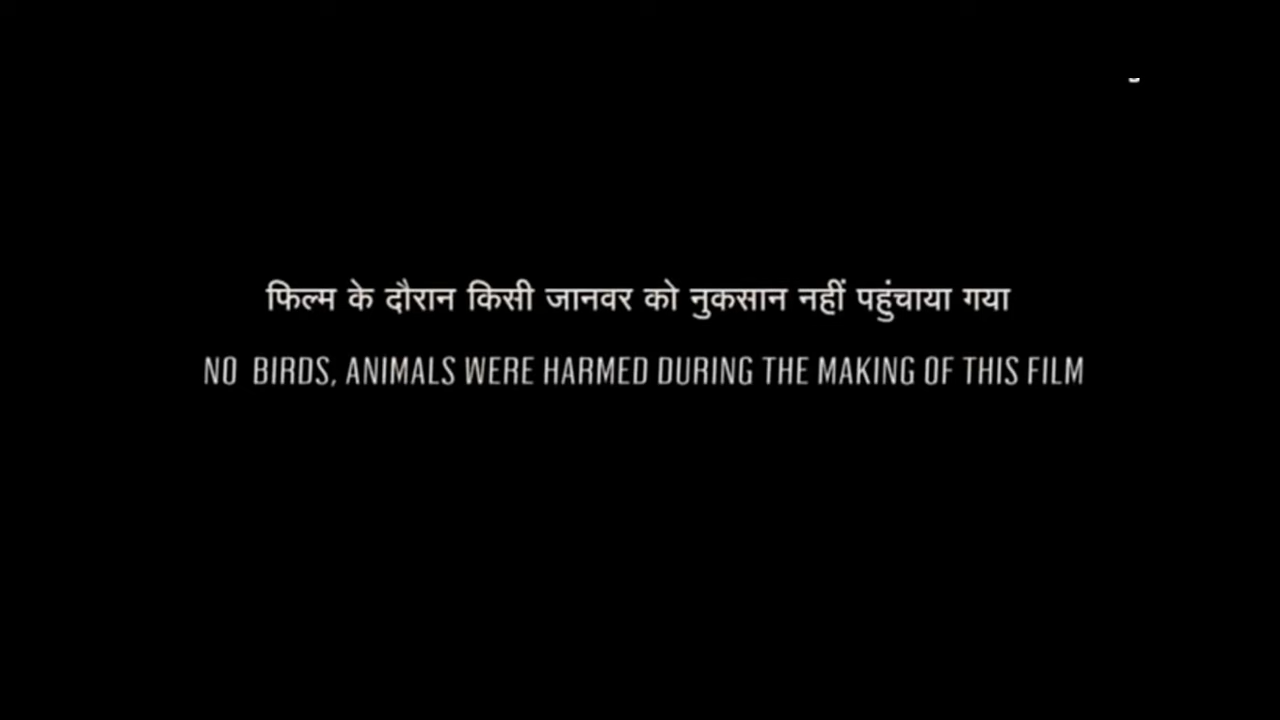 फिल्म के दौरान किसी जानवर को नुकसान नहीं पहुंचाया गया
NO BIRDS, ANIMALS WERE HARMED DURING THE MAKING OF THIS FILM